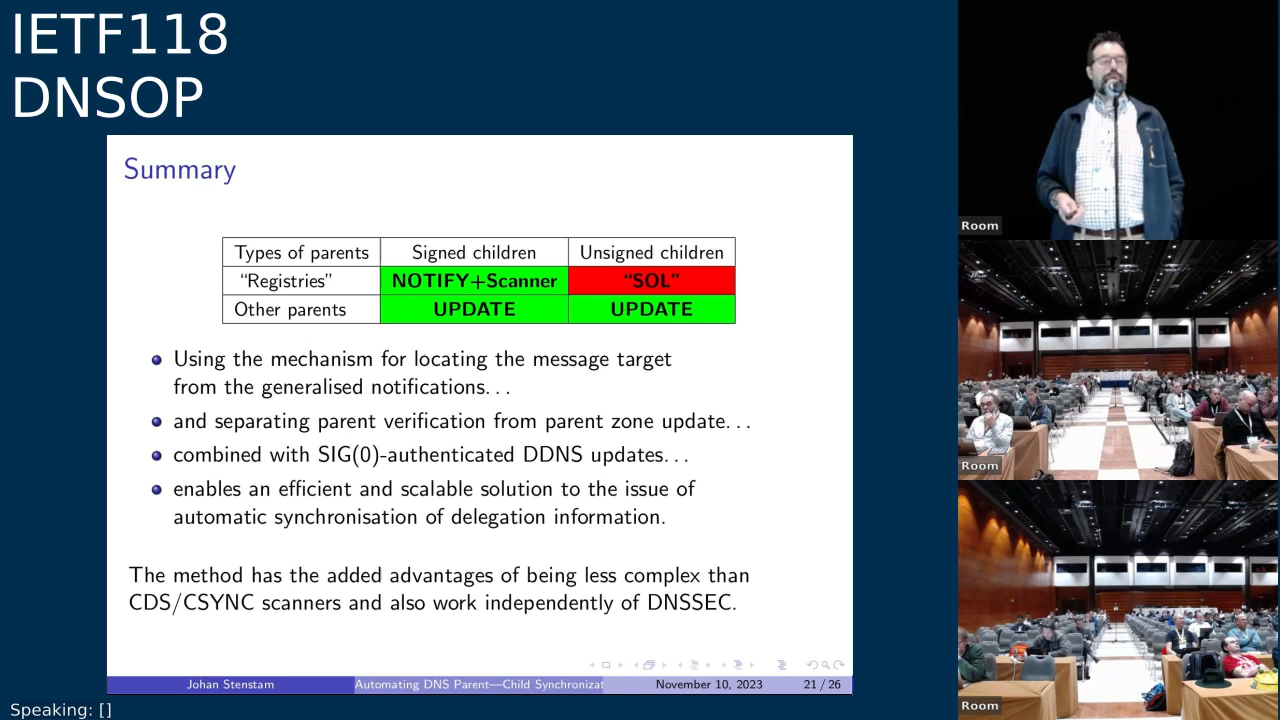 IETF118
DNSOP
Summary
Types of parents Signed children Unsigned children
“Registries” NOTIFY+Scanner “SOL”
Other parents UPDATE UPDATE
Using the mechanism for locating the message target
from the generalised notifications. . .
and separating parent verification from parent zone update. . .
combined with SIG(0)-authenticated DDNS updates. . .
enables an efficient and scalable solution to the issue of
automatic synchronisation of delegation information.
The method has the added advantages of being less complex than
CDS/CSYNC scanners and also work independently of DNSSEC.
Johan Stenstam Automating DNS Parent—Child Synchronizat November 10, 2023 21 / 26
Room
Room
Room
Speaking: []